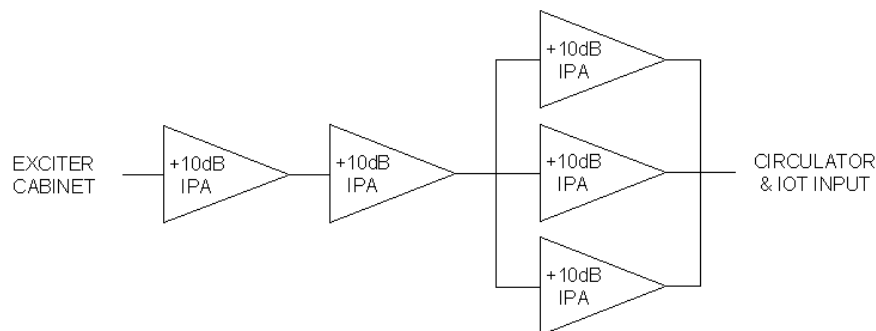 +10dB
IPA
EXCITER
CABINET
+10dB
IPA
+10dB
IPA
+10dB
IPA
CIRCULATOR
& IOT INPUT
+10dB
IPA